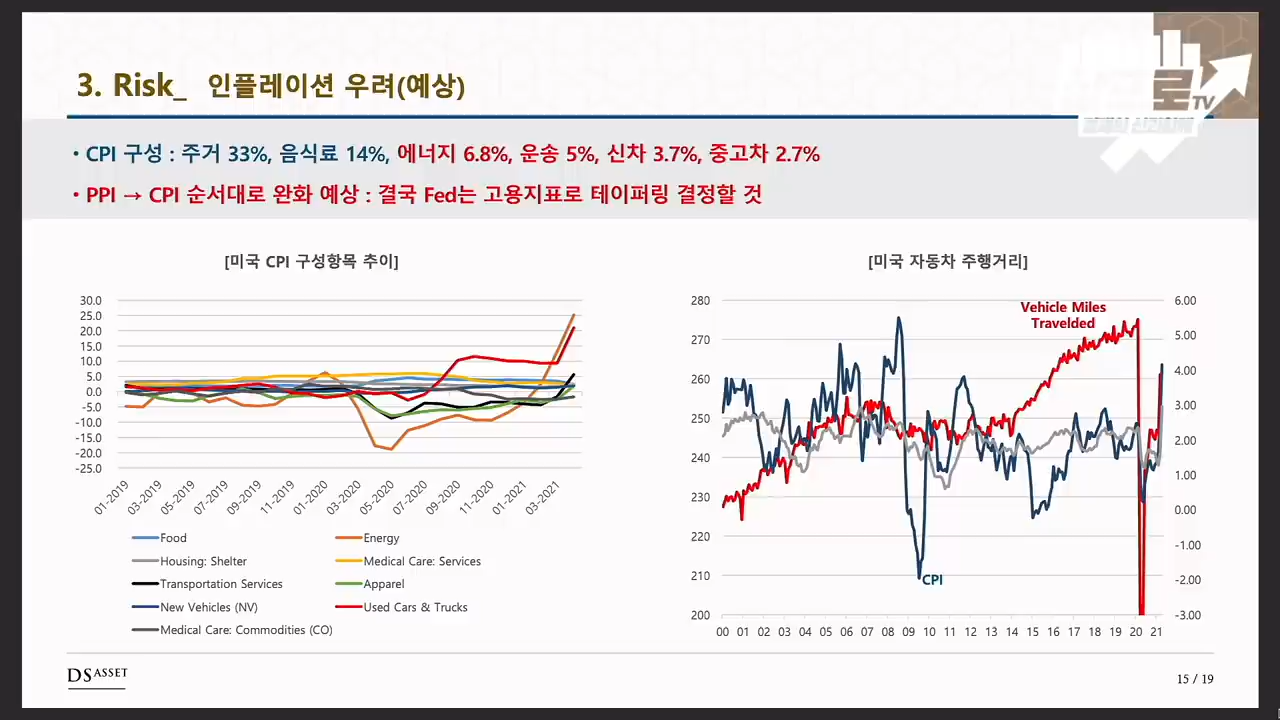 3. Risk_ 인플레이션 우려(예상)
• CPI 구성 : 주거 33%, 음식료 14%, 에너지 6.8%, 운송 5%, 신차 3.7%, 중고차 2.7%
• PPI → CPI 순서대로 완화 예상 : 결국 Fed는 고용지표로 테이퍼링 결정할 것
[미국 CPI 구성항목 추이]
30.0
25.0
20.0
15.0
10.0
5.0
0.0
-5.0
-10.0
-15.0
-20.0
-25.0
01-2019
03-2019
05-2019
07-2019
09-2019
11-2019
01-2020
03-2020
05-2020
07-2020
09-2020
11-2020
01-2021
03-2021
Food
Energy
Housing: Shelter
Medical Care: Services
Transportation Services
Apparel
New Vehicles (NV)
Used Cars & Trucks
Medical Care: Commodities (CO)
[미국 자동차 주행거리]
280
270
260
250
240
230
220
210
200
Vehicle Miles
Travelded
CPI
6.00
5.00
4.00
3.00
2.00
1.00
0.00
-1.00
-2.00
-3.00
00 01 02 03 04 05 06 07 08 09 10 11 12 13 14 15 16 17 18 19 20 21
DS ASSET
15 / 19
TV